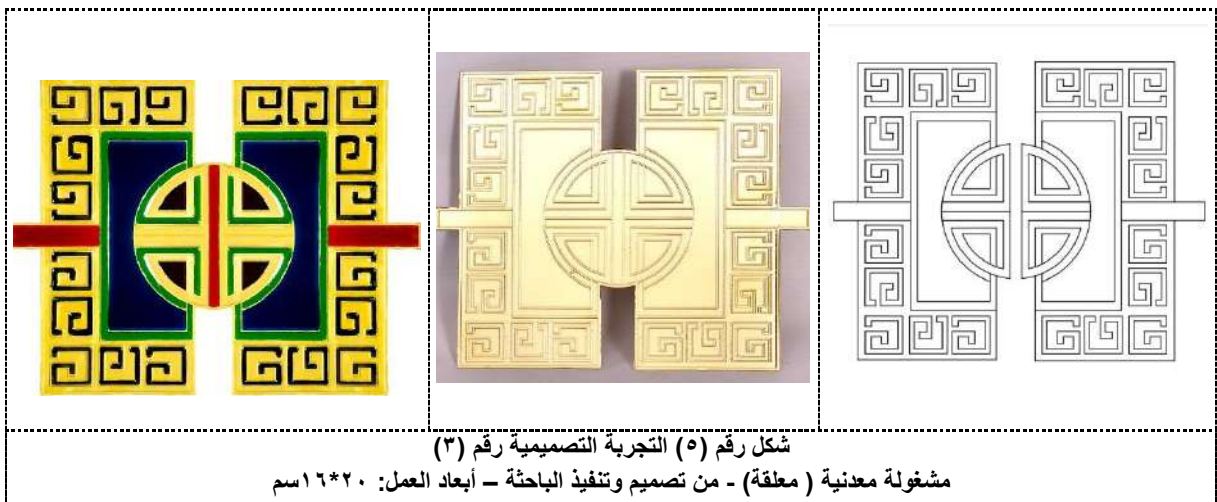 شكل رقم (٥) التجربة التصميمية رقم (٣)
مشغولة معدنية ( معلقة) - من تصميم وتنفيذ الباحثة – أبعاد العمل: ٢٠*١٦سم